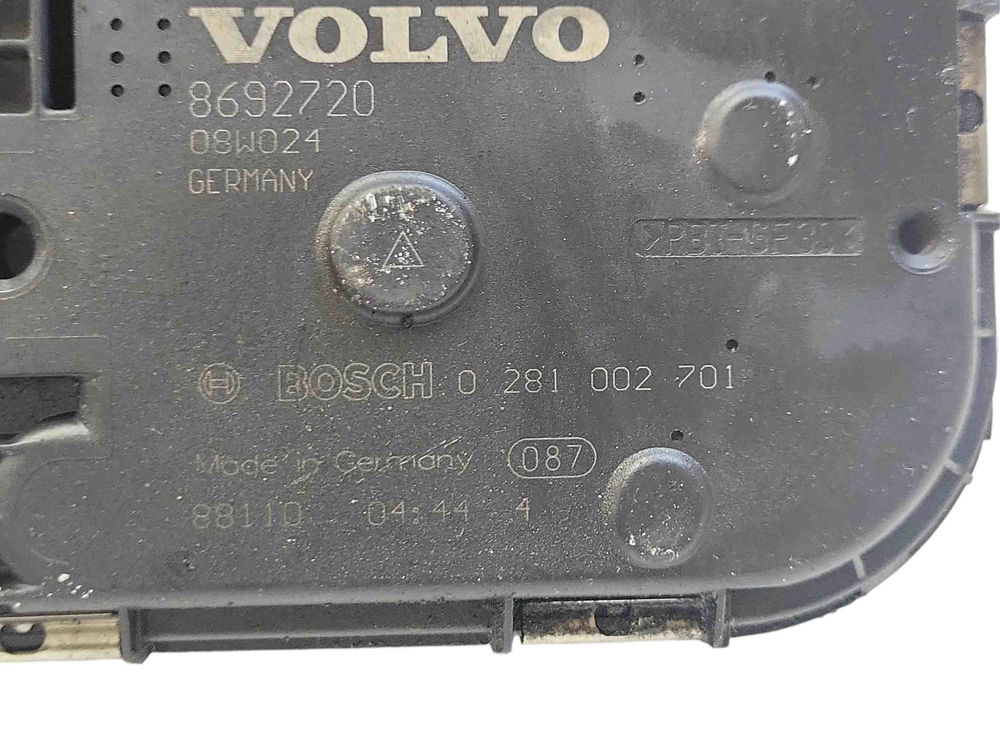 VOLVO
8692720
08W024
GERMANY
>PBT-GF30<
BOSCH 0 281 002 701
Made in Germany 087
88110 04:44 4